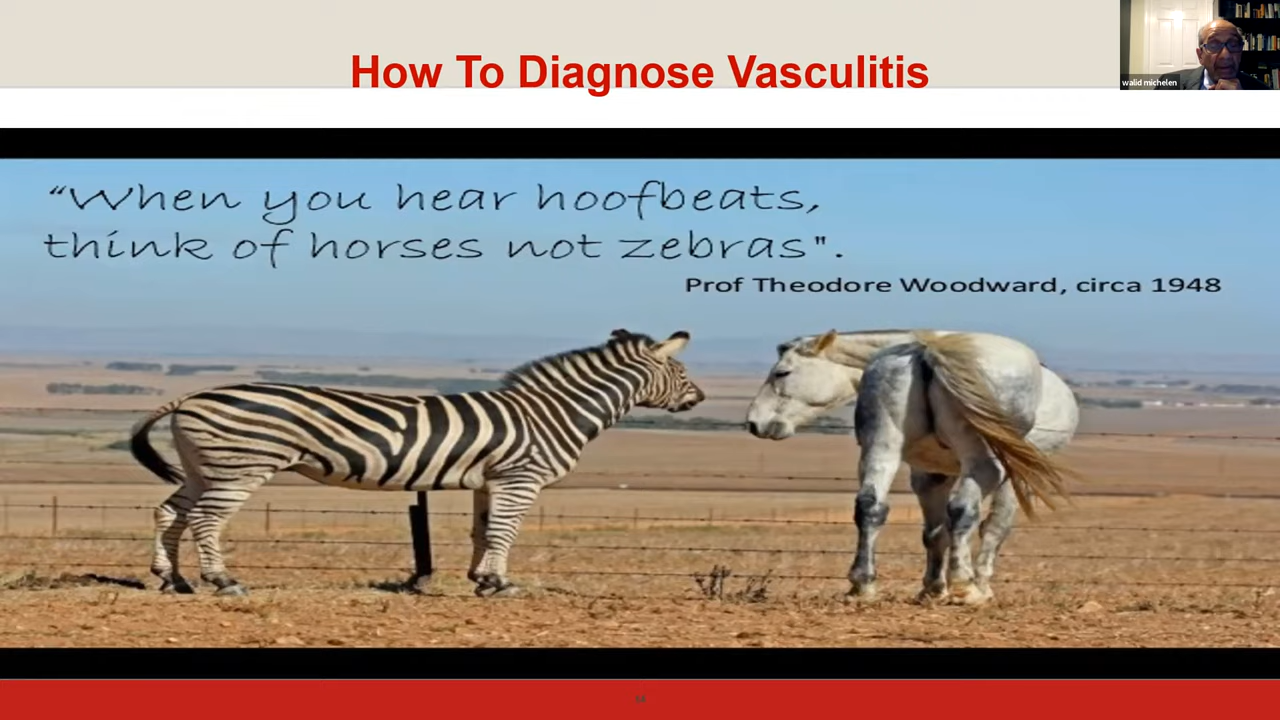 How To Diagnose Vasculitis
walid michelen
“When you hear hoofbeats,
think of horses not zebras".
Prof Theodore Woodward, circa 1948